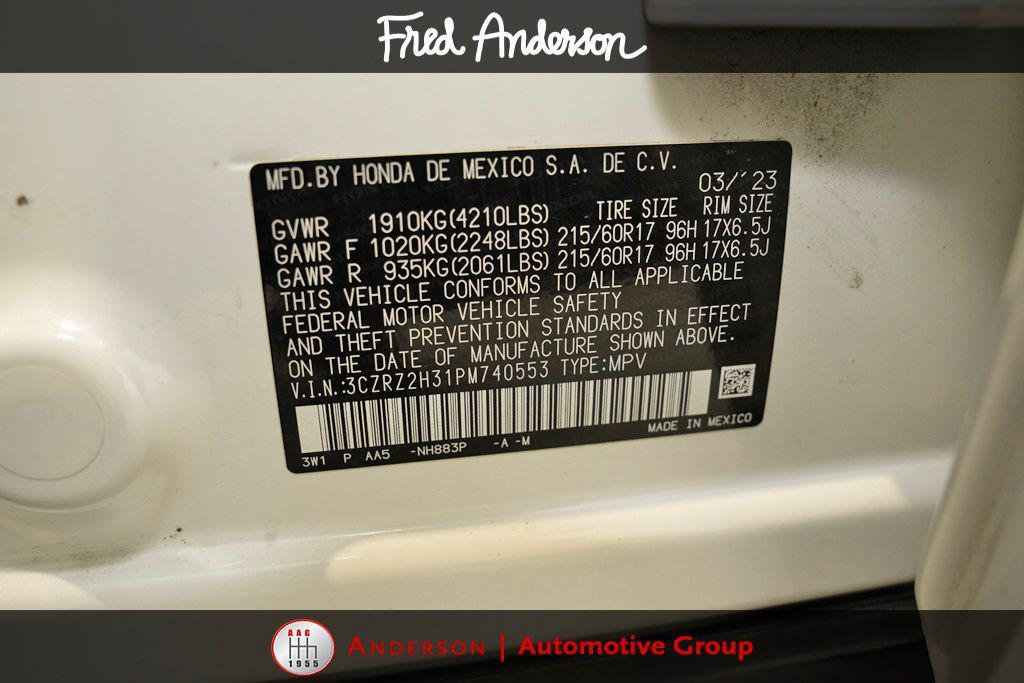 Fred Anderson
MFD.BY HONDA DE MEXICO S.A. DE C.V.
03/´23
GVWR 1910KG(4210LBS) TIRE SIZE RIM SIZE
GAWR F 1020KG(2248LBS) 215/60R17 96H 17X6.5J
GAWR R 935KG(2061LBS) 215/60R17 96H 17X6.5J
THIS VEHICLE CONFORMS TO ALL APPLICABLE
FEDERAL MOTOR VEHICLE SAFETY
AND THEFT PREVENTION STANDARDS IN EFFECT
ON THE DATE OF MANUFACTURE SHOWN ABOVE.
V.I.N.:3CZRZ2H31PM740553 TYPE:MPV
MADE IN MEXICO
3W1 P AA5 -NH883P -A -M
AAG
1955
ANDERSON | Automotive Group